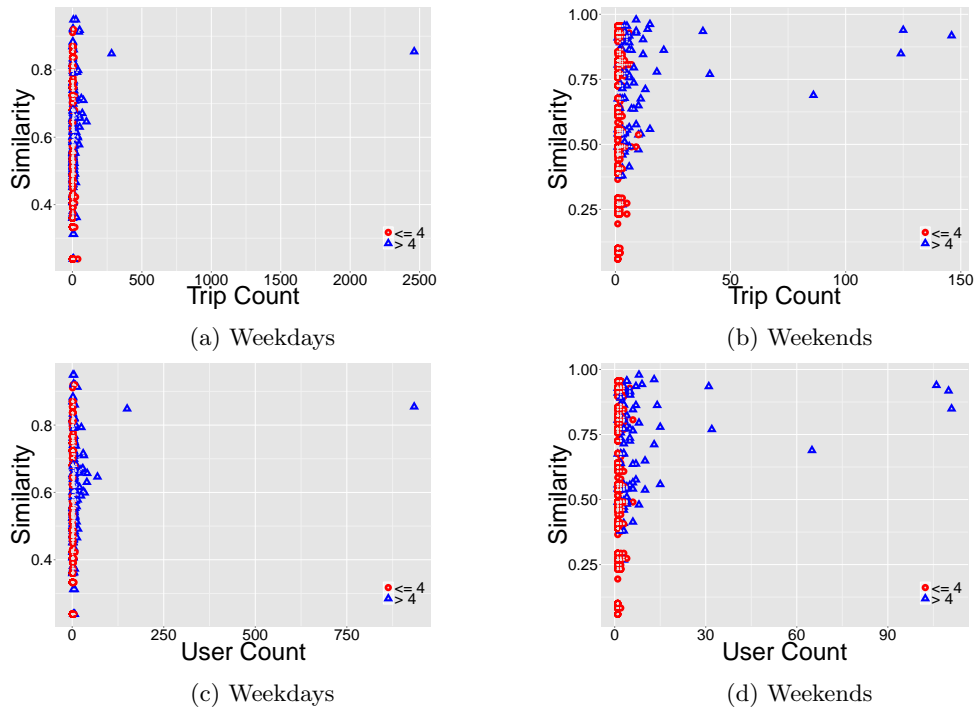 Similarity
0.8
0.6
0.4
<= 4
> 4
0 500 1000 1500 2000 2500
Trip Count
(a) Weekdays
Similarity
1.00
0.75
0.50
0.25
<= 4
> 4
0 50 100 150
Trip Count
(b) Weekends
Similarity
0.8
0.6
0.4
<= 4
> 4
0 250 500 750
User Count
(c) Weekdays
Similarity
1.00
0.75
0.50
0.25
<= 4
> 4
0 30 60 90
User Count
(d) Weekends